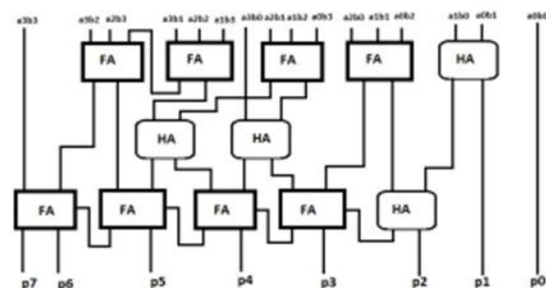 a3b3 a3b2 a2b3 a3b1 a2b2 a1b3 a3b0 a2b1 a1b2 a0b3 a2b0 a1b1 a0b2 a1b0 a0b1 a0b0
FA FA FA FA HA
HA HA
FA FA FA FA HA
p7 p6 p5 p4 p3 p2 p1 p0